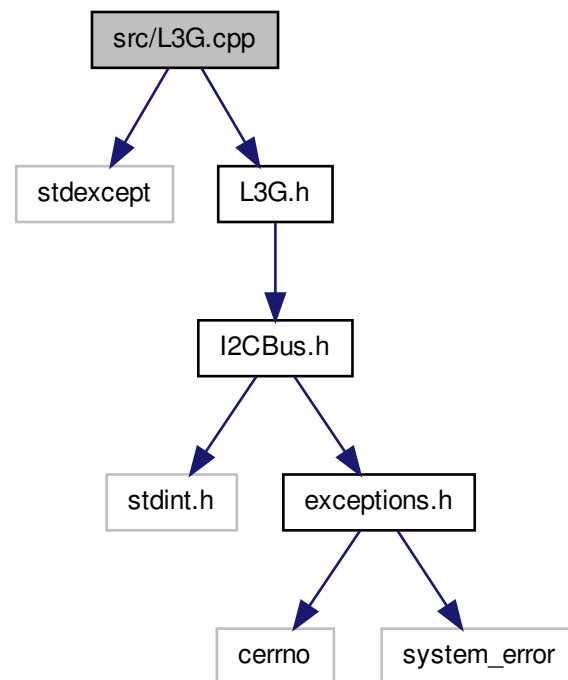 src/L3G.cpp
stdexcept
L3G.h
I2CBus.h
stdint.h
exceptions.h
cerrno
system_error